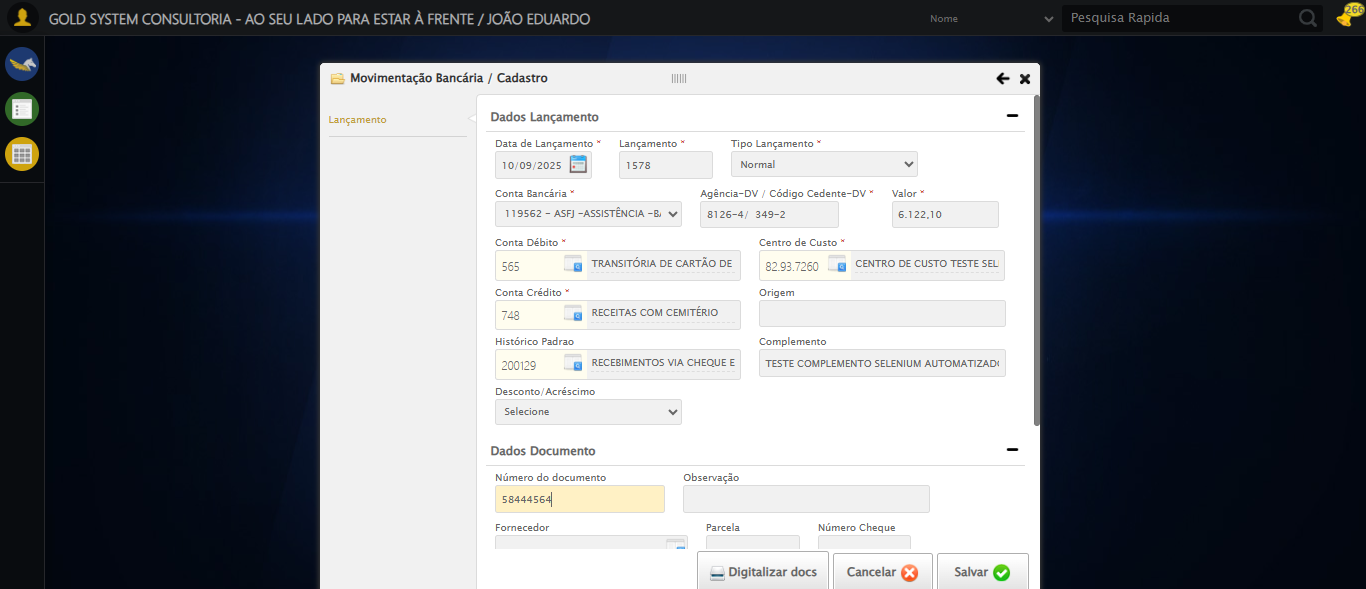 GOLD SYSTEM CONSULTORIA - AO SEU LADO PARA ESTAR À FRENTE / JOÃO EDUARDO
Nome
Pesquisa Rapida
266
Movimentação Bancária / Cadastro
Lançamento
Dados Lançamento
Data de Lançamento * Lançamento * Tipo Lançamento *
10/09/2025 1578 Normal
Conta Bancária * Agência-DV / Código Cedente-DV * Valor *
119562 - ASFJ -ASSISTÊNCIA -BA 8126-4/ 349-2 6.122,10
Conta Débito * Centro de Custo *
565 TRANSITÓRIA DE CARTÃO DE 82.93.7260 CENTRO DE CUSTO TESTE SEL
Conta Crédito * Origem
748 RECEITAS COM CEMITÉRIO
Histórico Padrao Complemento
200129 RECEBIMENTOS VIA CHEQUE E TESTE COMPLEMENTO SELENIUM AUTOMATIZADO
Desconto/Acréscimo
Selecione
Dados Documento
Número do documento Observação
58444564
Fornecedor Parcela Número Cheque
Digitalizar docs Cancelar Salvar